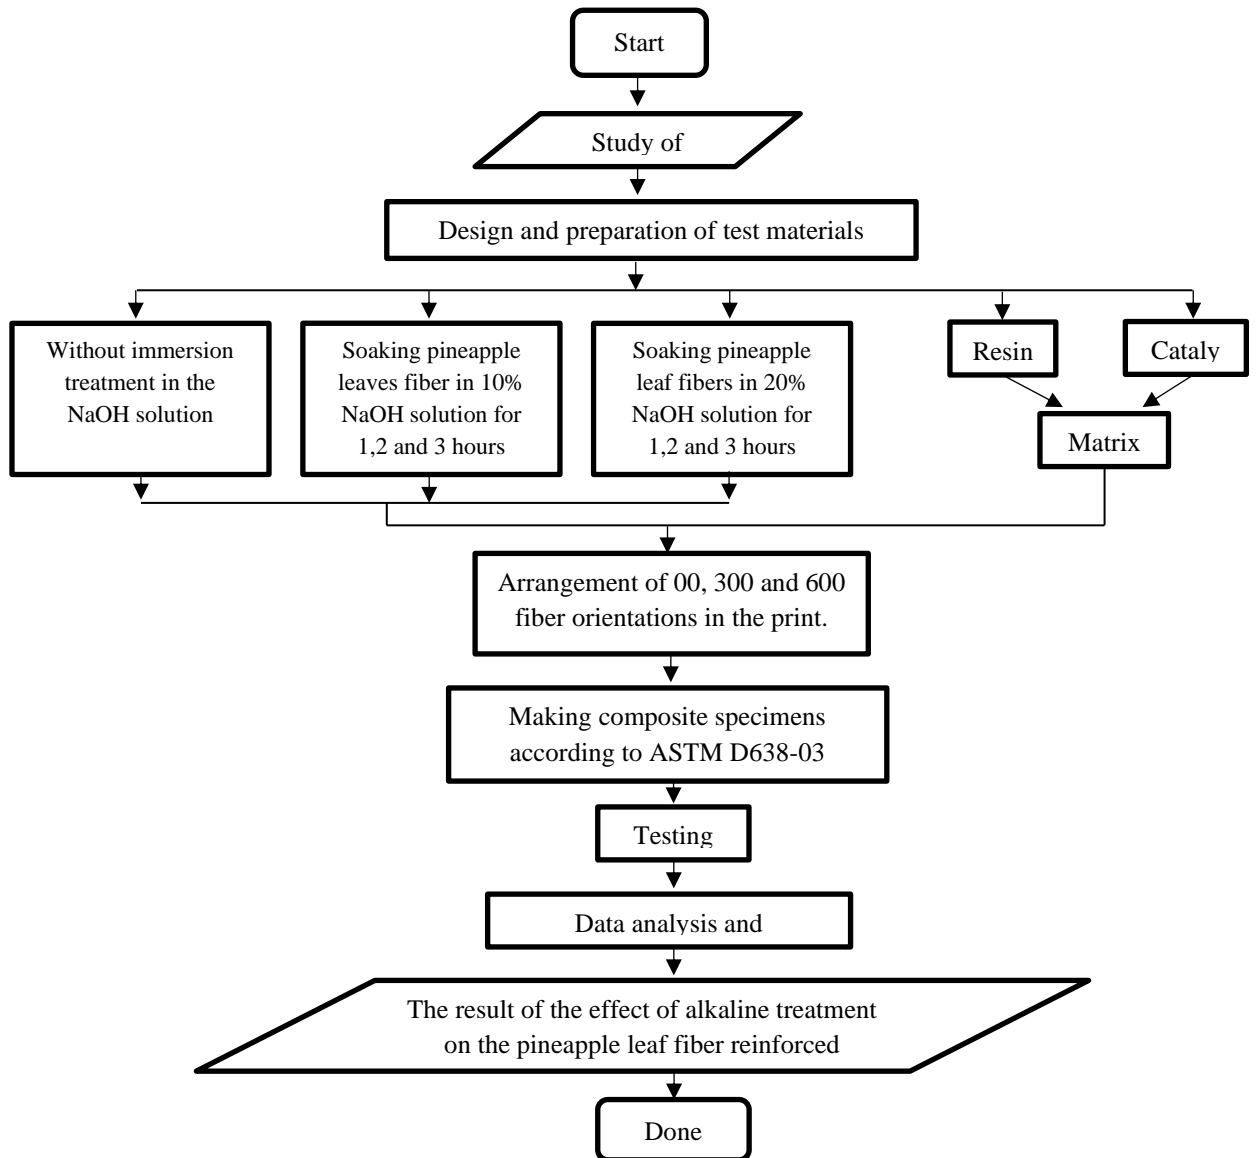 Start
Study of
Design and preparation of test materials
Without immersion
treatment in the
NaOH solution
Soaking pineapple
leaves fiber in 10%
NaOH solution for
1,2 and 3 hours
Soaking pineapple
leaf fibers in 20%
NaOH solution for
1,2 and 3 hours
Resin
Cataly
Matrix
Arrangement of 00, 300 and 600
fiber orientations in the print.
Making composite specimens
according to ASTM D638-03
Testing
Data analysis and
The result of the effect of alkaline treatment
on the pineapple leaf fiber reinforced
Done